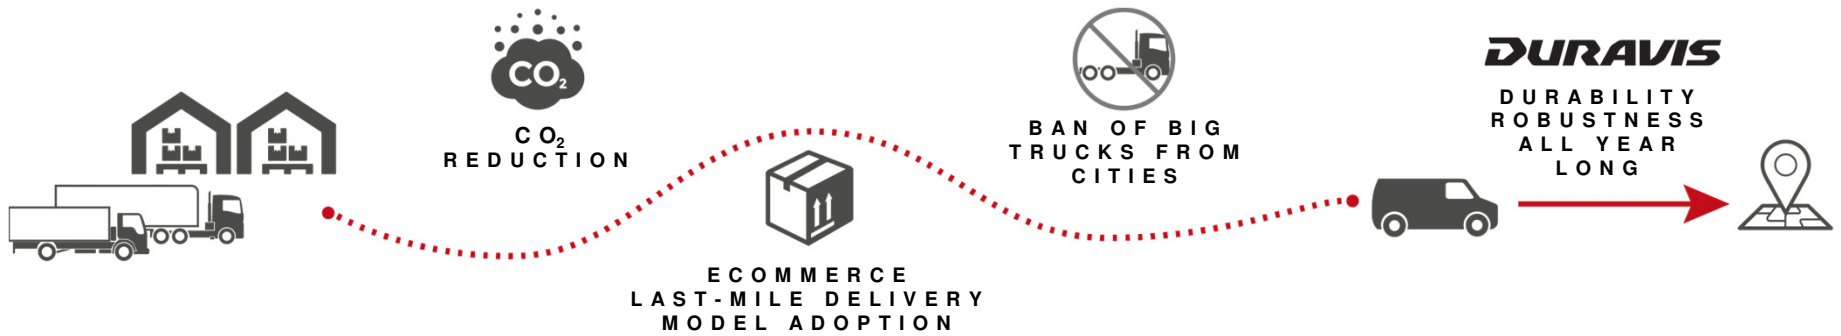 CO₂
CO₂
REDUCTION
ECOMMERCE
LAST-MILE DELIVERY
MODEL ADOPTION
BAN OF BIG
TRUCKS FROM
CITIES
DURAVIS
DURABILITY
ROBUSTNESS
ALL YEAR
LONG